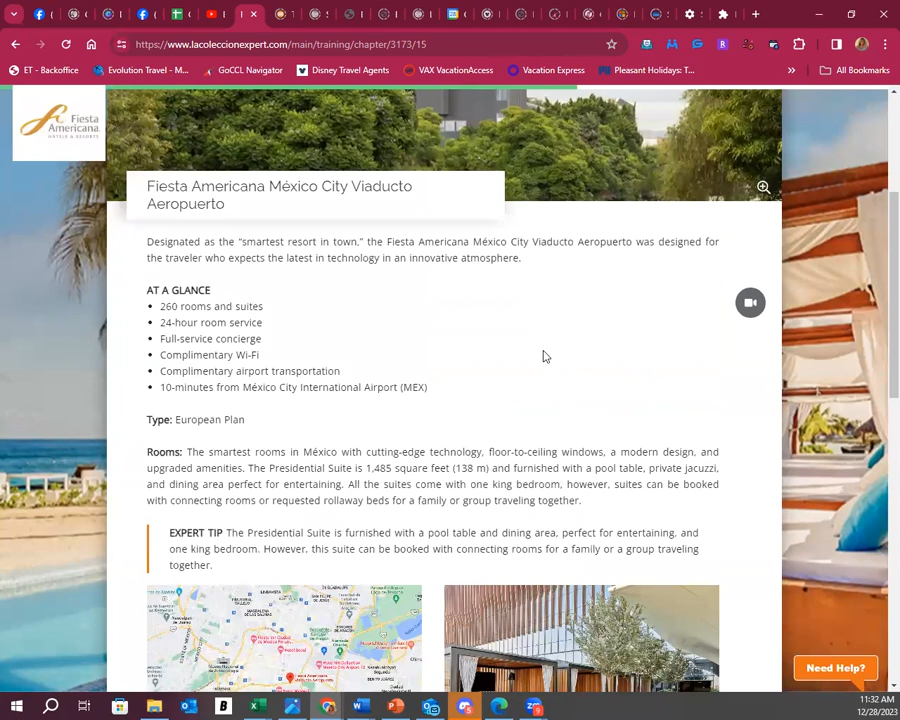 https://www.lacoleccionexpert.com/main/training/chapter/3173/15
ET - Backoffice
Evolution Travel - M...
GoCCL Navigator
Disney Travel Agents
VAX VacationAccess
Vacation Express
Pleasant Holidays: T...
»
All Bookmarks
Fiesta
Americana
HOTELS & RESORTS
Fiesta Americana México City Viaducto
Aeropuerto
Designated as the “smartest resort in town,” the Fiesta Americana México City Viaducto Aeropuerto was designed for
the traveler who expects the latest in technology in an innovative atmosphere.
AT A GLANCE
• 260 rooms and suites
• 24-hour room service
• Full-service concierge
• Complimentary Wi-Fi
• Complimentary airport transportation
• 10-minutes from México City International Airport (MEX)
Type: European Plan
Rooms: The smartest rooms in México with cutting-edge technology, floor-to-ceiling windows, a modern design, and
upgraded amenities. The Presidential Suite is 1,485 square feet (138 m) and furnished with a pool table, private jacuzzi,
and dining area perfect for entertaining. All the suites come with one king bedroom, however, suites can be booked
with connecting rooms or requested rollaway beds for a family or group traveling together.
EXPERT TIP The Presidential Suite is furnished with a pool table and dining area, perfect for entertaining, and
one king bedroom. However, this suite can be booked with connecting rooms for a family or a group traveling
together.
Need Help?
11:32 AM
12/28/2023